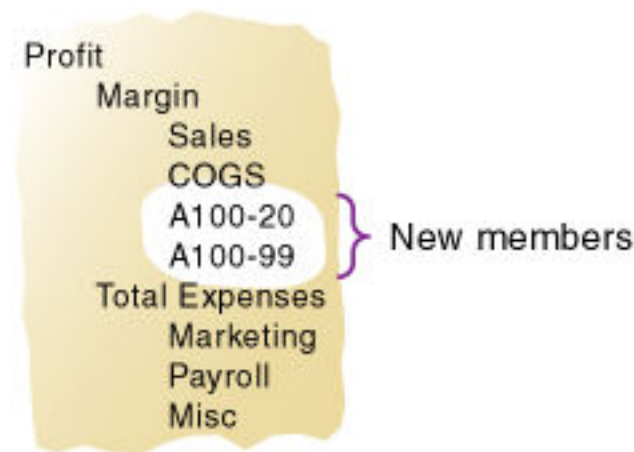 Profit
Margin
Sales
COGS
A100-20
A100-99
New members
Total Expenses
Marketing
Payroll
Misc